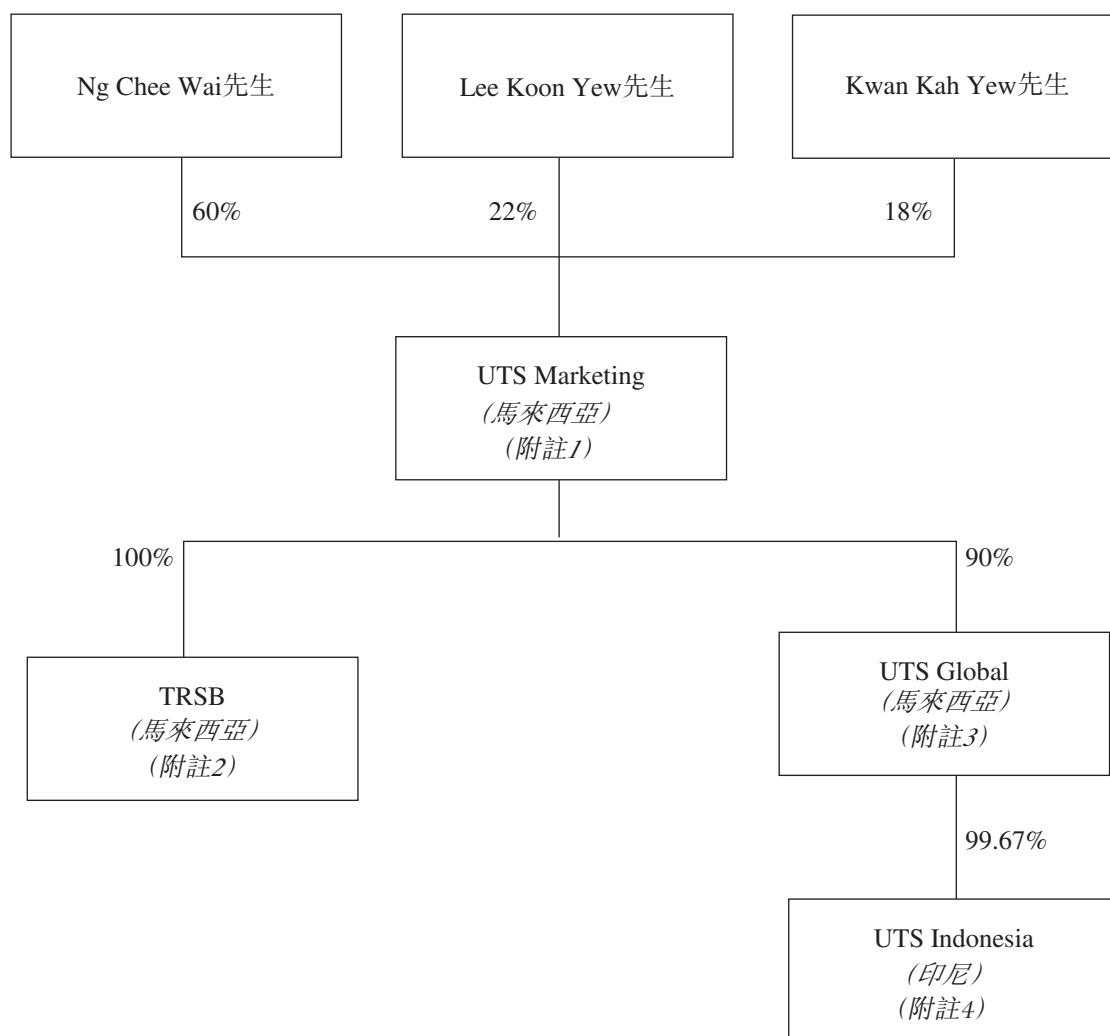 Ng Chee Wai先生
Lee Koon Yew先生
Kwan Kah Yew先生
60%
22%
18%
UTS Marketing
(馬來西亞)
(附註1)
100%
90%
TRSB
(馬來西亞)
(附註2)
UTS Global
(馬來西亞)
(附註3)
99.67%
UTS Indonesia
(印尼)
(附註4)